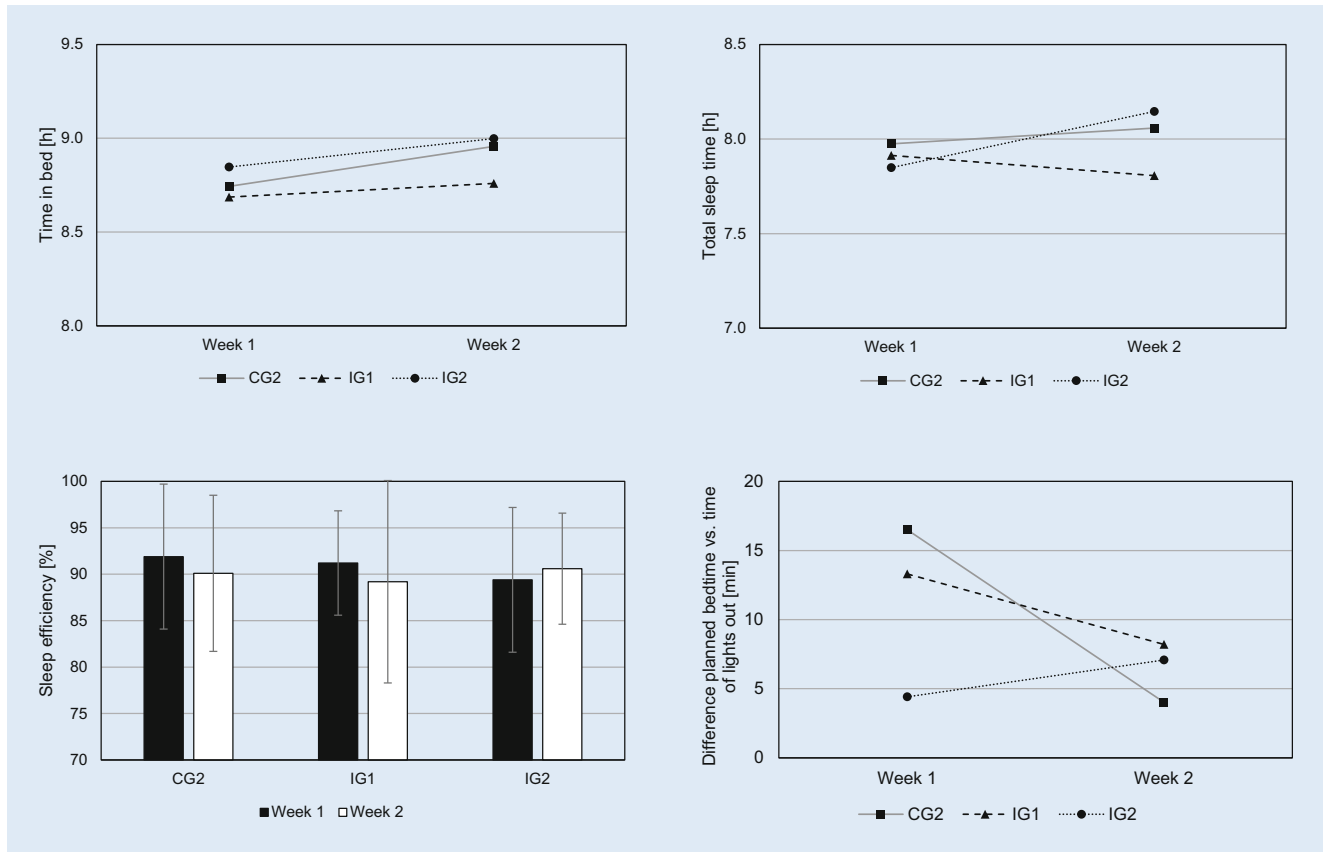 Time in bed [h]
9.5
9.0
8.5
8.0
Week 1 Week 2
CG2 IG1 IG2
Total sleep time [h]
8.5
8.0
7.5
7.0
Week 1 Week 2
CG2 IG1 IG2
Sleep efficiency [%]
100
95
90
85
80
75
70
CG2 IG1 IG2
Week 1 Week 2
Difference planned bedtime vs. time
of lights out [min]
20
15
10
5
0
Week 1 Week 2
CG2 IG1 IG2